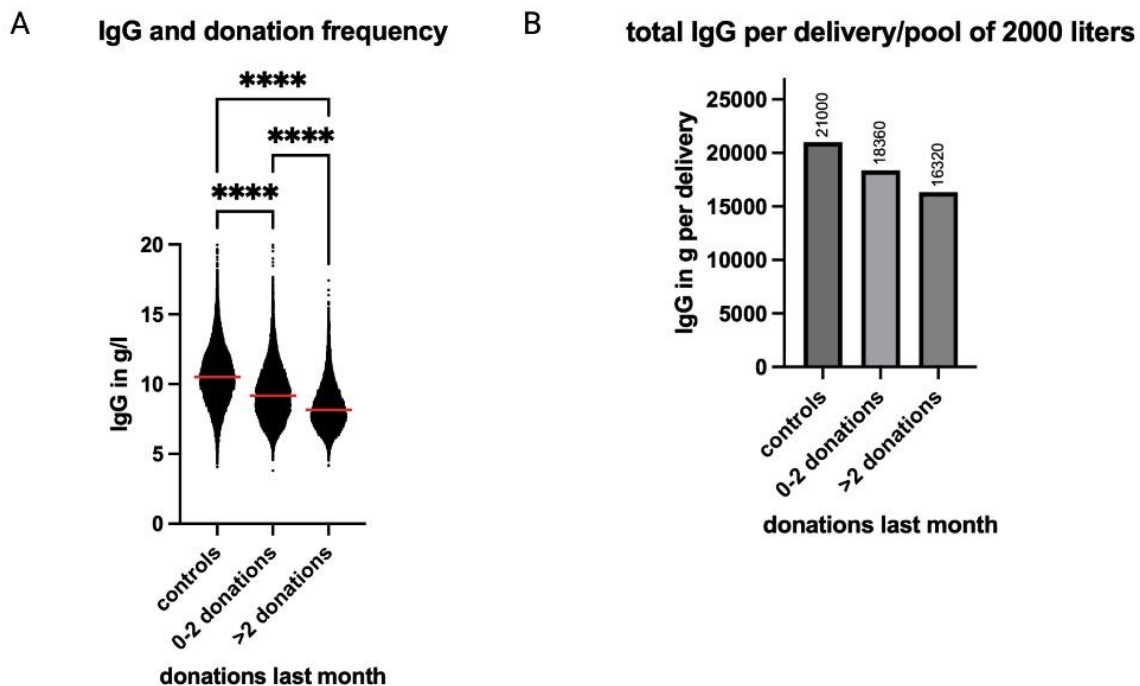 A
IgG and donation frequency
****
****
****
IgG in g/l
20
15
10
5
0
controls
0-2 donations
>2 donations
donations last month
B
total IgG per delivery/pool of 2000 liters
IgG in g per delivery
25000
20000
15000
10000
5000
0
21000
18360
16320
controls
0-2 donations
>2 donations
donations last month